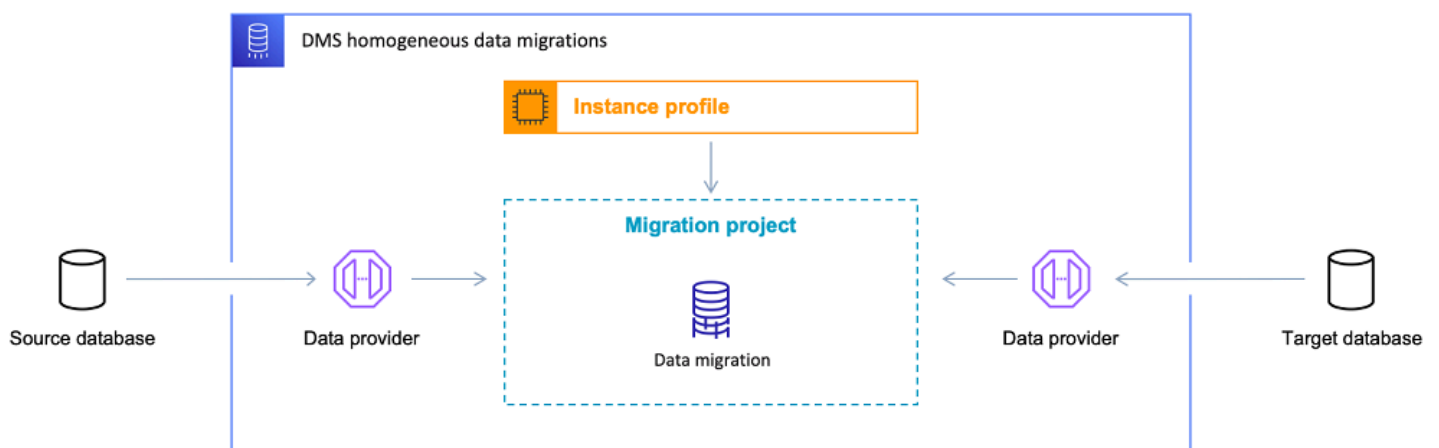 DMS homogeneous data migrations
Instance profile
Migration project
Source database
Data provider
Data migration
Data provider
Target database